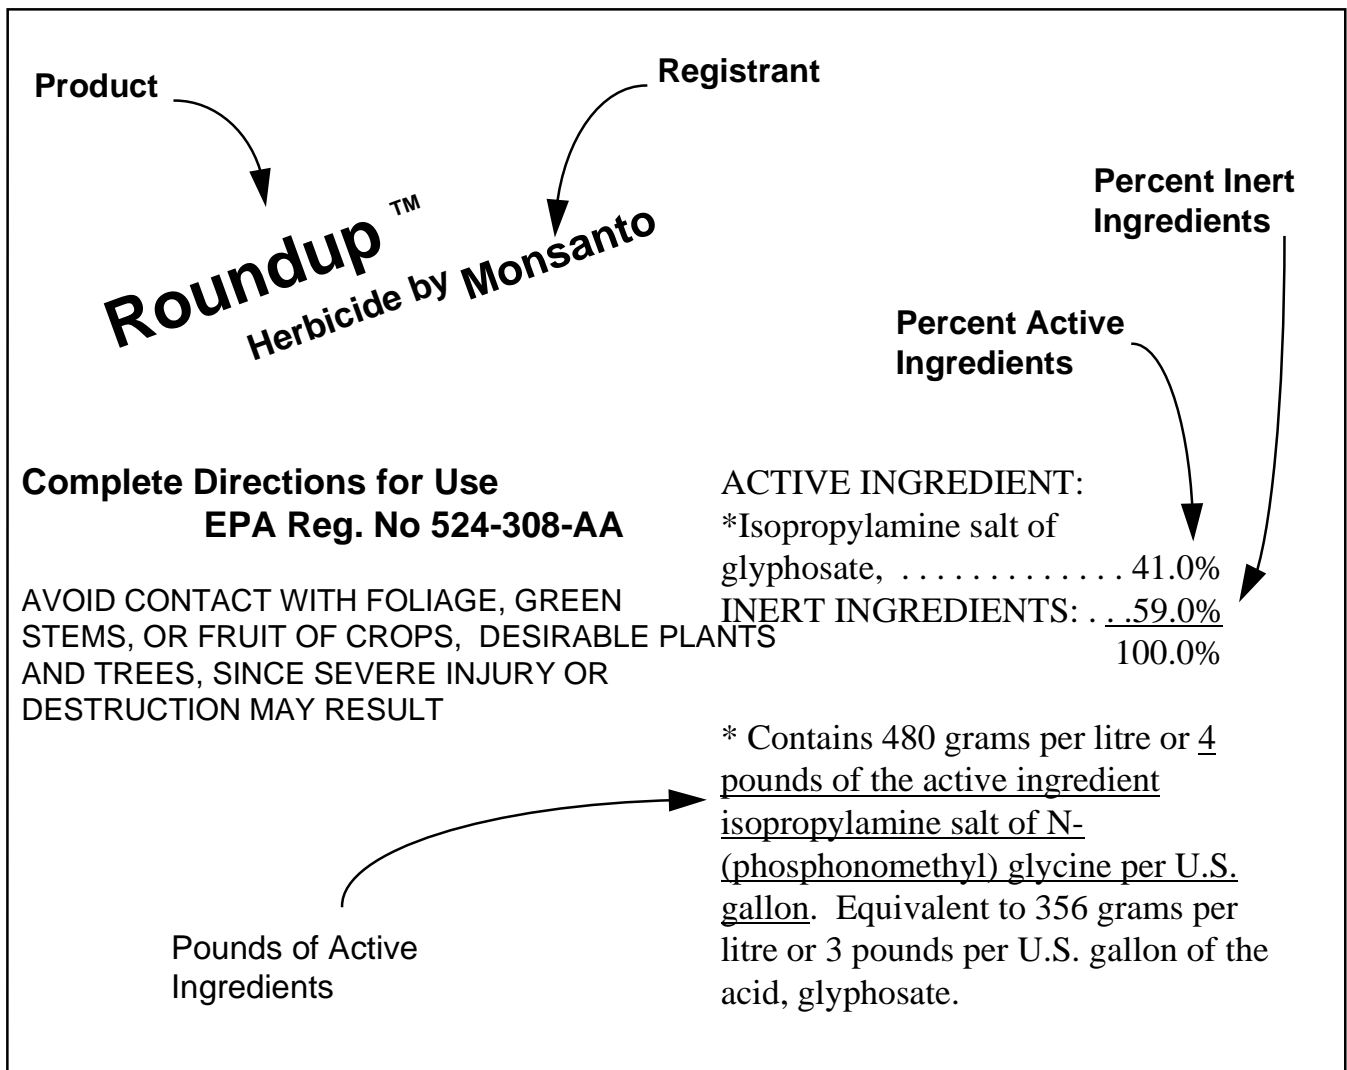 Product
Registrant
Roundup ™
Herbicide by Monsanto
Percent Inert
Ingredients
Percent Active
Ingredients
Complete Directions for Use
EPA Reg. No 524-308-AA
AVOID CONTACT WITH FOLIAGE, GREEN
STEMS, OR FRUIT OF CROPS,  DESIRABLE PLANTS
AND TREES, SINCE SEVERE INJURY OR
DESTRUCTION MAY RESULT
ACTIVE INGREDIENT:
*Isopropylamine salt of
glyphosate, . . . . . . . . . . . . . 41.0%
INERT INGREDIENTS: . . .59.0%
100.0%
* Contains 480 grams per litre or 4
pounds of the active ingredient
isopropylamine salt of N-
(phosphonomethyl) glycine per U.S.
gallon.  Equivalent to 356 grams per
litre or 3 pounds per U.S. gallon of the
acid, glyphosate.
Pounds of Active
Ingredients